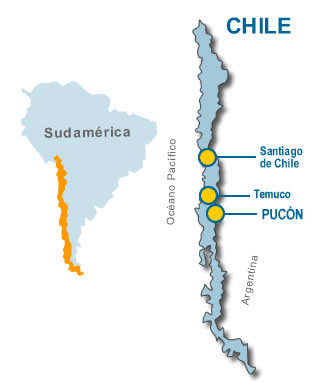 CHILE
Sudamérica
Océano Pacífico
Santiago
de Chile
Temuco
PUCÓN
Argentina